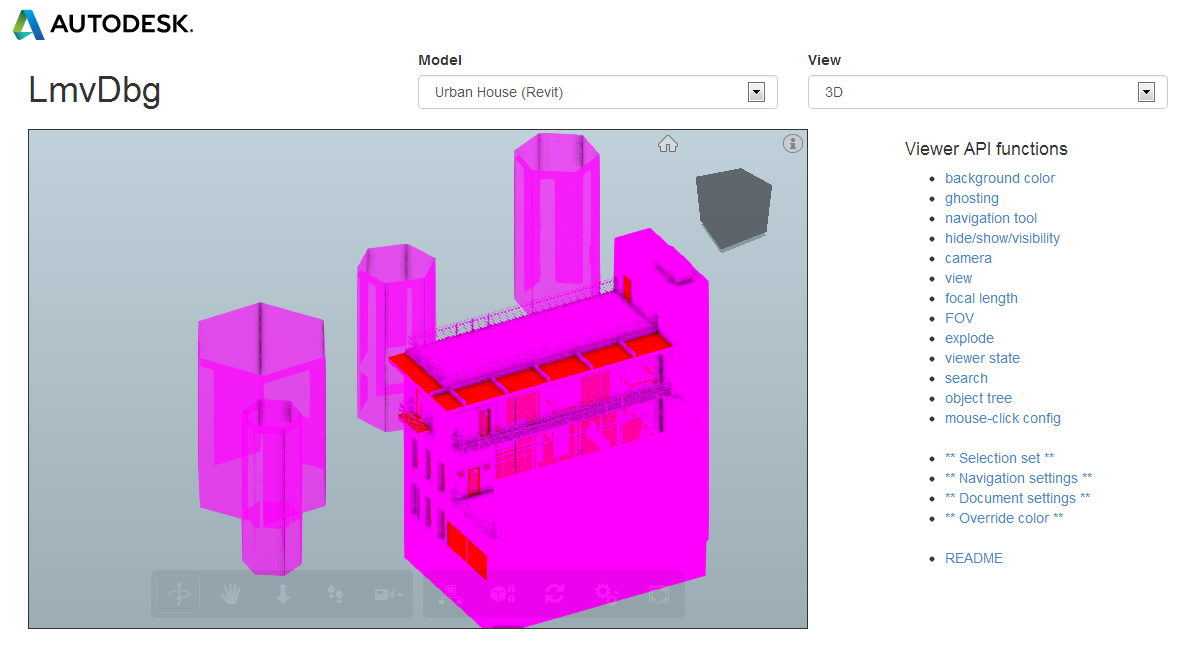 AUTODESK.
LmvDbg
Model
Urban House (Revit)
View
3D
Viewer API functions
background color
ghosting
navigation tool
hide/show/visibility
camera
view
focal length
FOV
explode
viewer state
search
object tree
mouse-click config
** Selection set **
** Navigation settings **
** Document settings **
** Override color **
README